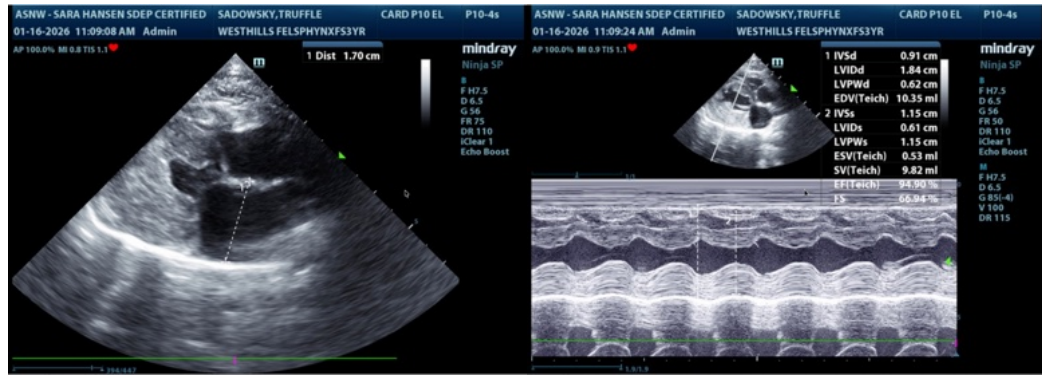 ASNW - SARA HANSEN SDEP CERTIFIED SADOWSKY,TRUFFLE CARD P10 EL P10-4s
01-16-2026 11:09:08 AM Admin WESTHILLS FELSPHYNXFS3YR
AP 100.0% MI 0.8 TIS 1.1
1 Dist 1.70 cm
m
mindray
Ninja SP
B
F H7.5
D 6.5
G 56
FR 75
DR 110
iClear 1
Echo Boost
394/447
ASNW - SARA HANSEN SDEP CERTIFIED SADOWSKY,TRUFFLE CARD P10 EL P10-4s
01-16-2026 11:09:24 AM Admin WESTHILLS FELSPHYNXFS3YR
AP 100.0% MI 0.9 TIS 1.1
m
1 IVSd 0.91 cm
LVIDd 1.84 cm
LVPWd 0.62 cm
EDV(Teich) 10.35 ml
2 IVSs 1.15 cm
LVIDs 0.61 cm
LVPWs 1.15 cm
ESV(Teich) 0.53 ml
SV(Teich) 9.82 ml
EF(Teich) 94.90 %
FS 66.94 %
mindray
Ninja SP
B
F H7.5
D 6.5
G 56
FR 50
DR 110
iClear 1
Echo Boost
M
F H7.5
D 6.5
G 85(-4)
V 100
DR 115
1
2
1.9/1.9